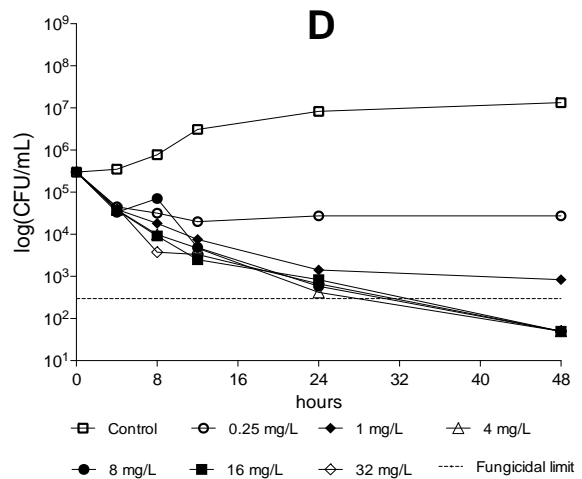 D
log(CFU/mL)
10⁹
10⁸
10⁷
10⁶
10⁵
10⁴
10³
10²
10¹
0 8 16 24 32 40 48
hours
Control 0.25 mg/L 1 mg/L 4 mg/L
8 mg/L 16 mg/L 32 mg/L Fungicidal limit